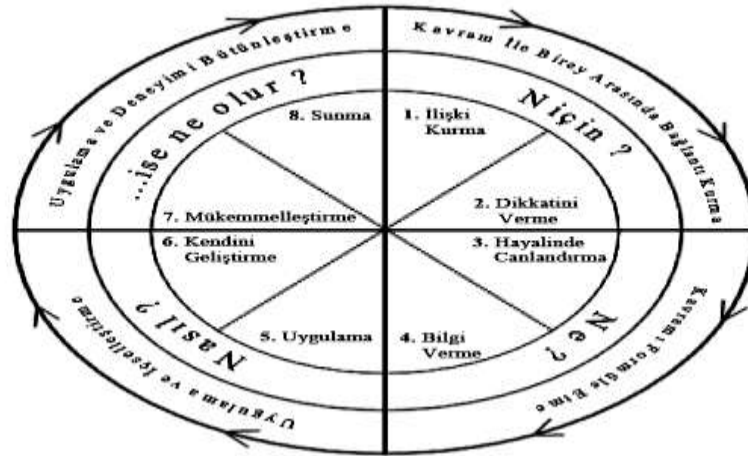 Kavram İle Birey Arasında Bağlantı Kurma
Niçin ?
1. İlişki
Kurma
2. Dikkatini
Verme
3. Hayalinde
Canlandırma
4. Bilgi
Verme
Ne?
Kavramı Formüle Etme
5. Uygulama
6. Kendini
Geliştirme
Nasıl ?
Uygulama ve İçselleştirme
7. Mükemmelleştirme
8. Sunma
...ise ne olur ?
Uygulama ve Deneyimi Bütünleştirme